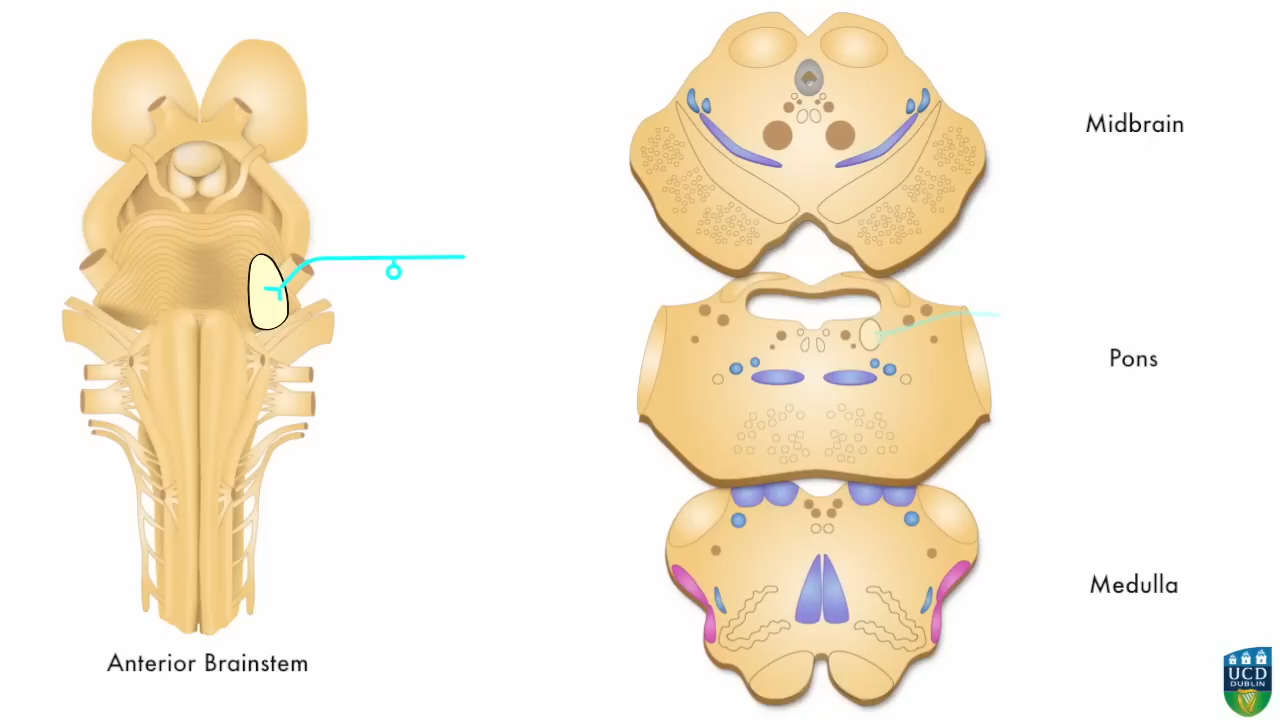 Midbrain
Pons
Medulla
Anterior Brainstem
UCD
DUBLIN